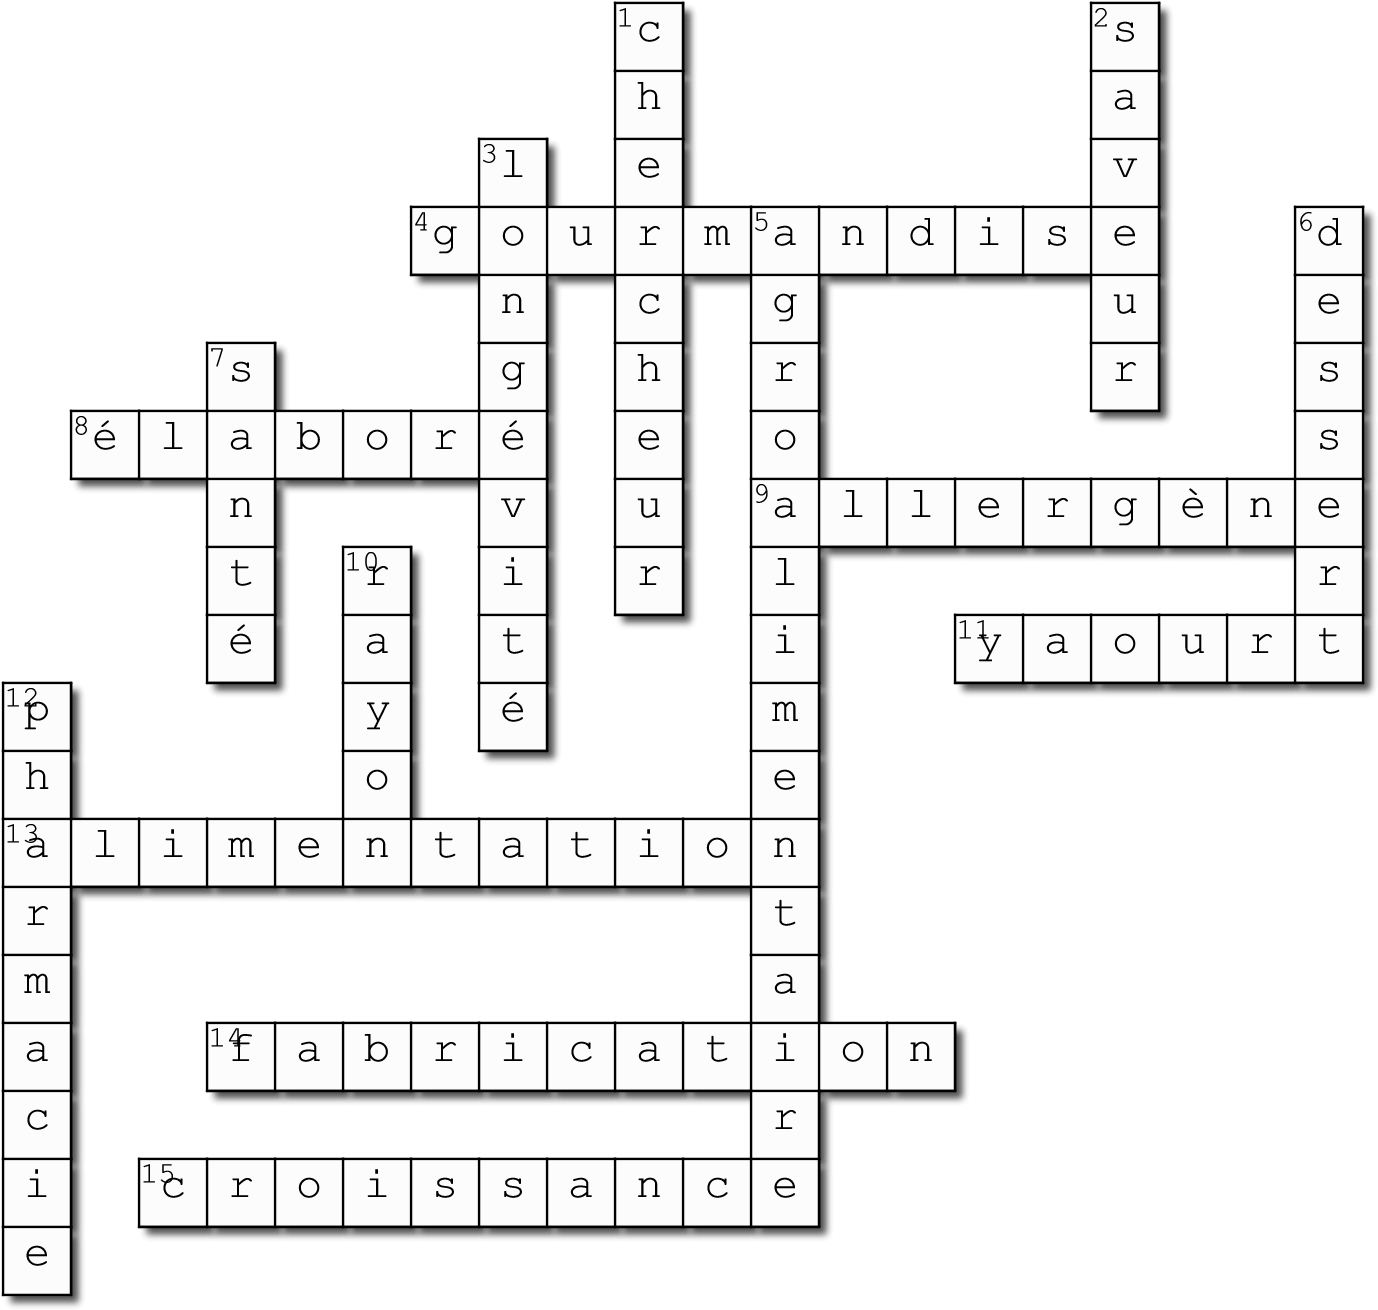 1 chercheur
2 saveur
3 longévité
4 gourmandise
5 agroalimentaire
6 dessert
7 santé
8 élaboré
9 allergène
10 rayon
11 yaourt
12 pharmacie
13 alimentation
14 fabrication
15 croissance